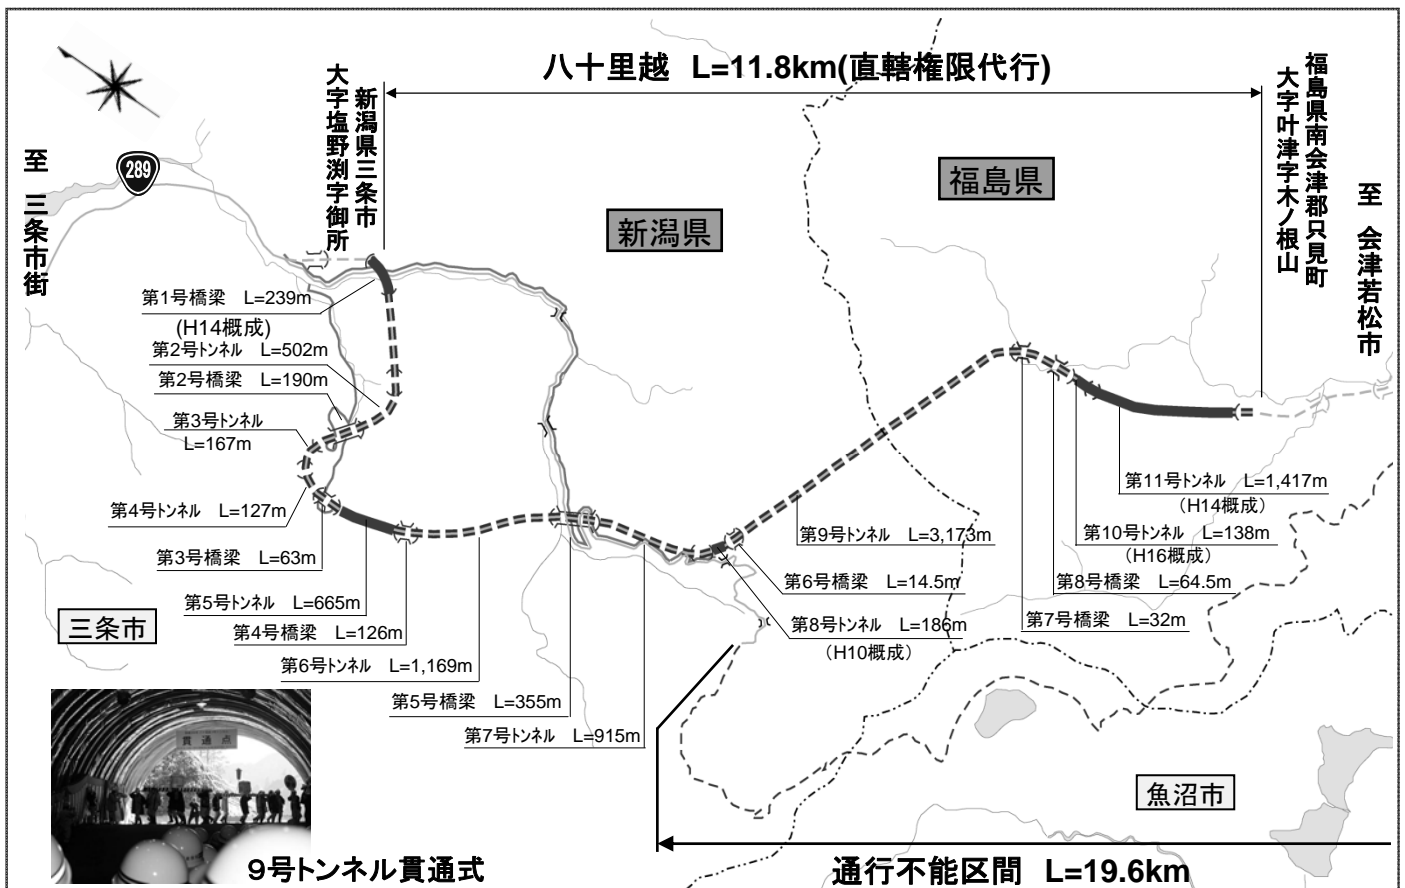 八十里越 L=11.8km(直轄権限代行)
新潟県三条市
大字塩野渕字御所
福島県南会津郡只見町
大字叶津字木ノ根山
至 三条市街
289
至 会津若松市
新潟県
福島県
第1号橋梁 L=239m
(H14概成)
第2号トンネル L=502m
第2号橋梁 L=190m
第3号トンネル
L=167m
第4号トンネル L=127m
第3号橋梁 L=63m
第5号トンネル L=665m
第4号橋梁 L=126m
第6号トンネル L=1,169m
第5号橋梁 L=355m
第7号トンネル L=915m
第9号トンネル L=3,173m
第6号橋梁 L=14.5m
第8号トンネル L=186m
(H10概成)
第11号トンネル L=1,417m
(H14概成)
第10号トンネル L=138m
(H16概成)
第8号橋梁 L=64.5m
第7号橋梁 L=32m
三条市
魚沼市
貫通点
9号トンネル貫通式
通行不能区間 L=19.6km